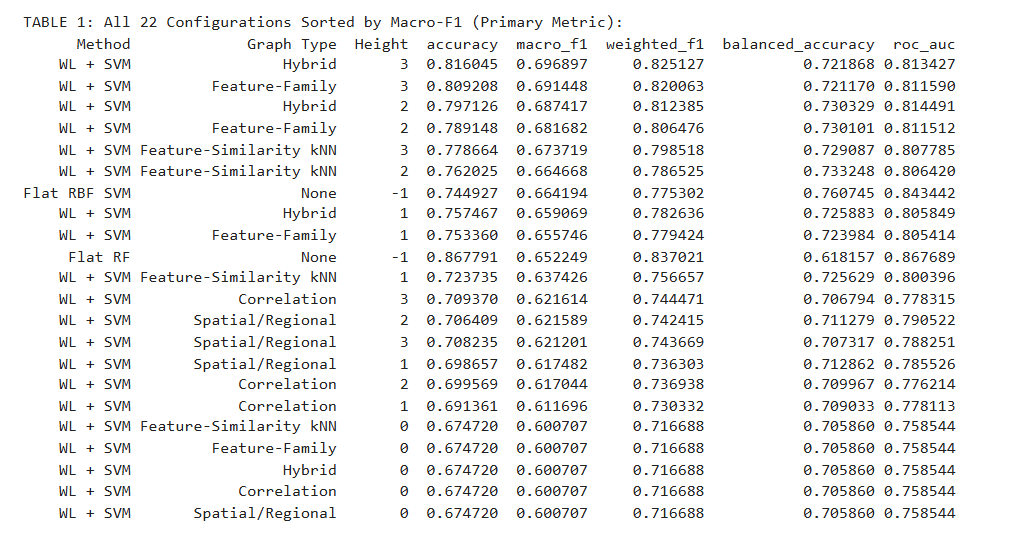 TABLE 1: All 22 Configurations Sorted by Macro-F1 (Primary Metric):
Method Graph Type Height accuracy macro_f1 weighted_f1 balanced_accuracy roc_auc
WL + SVM Hybrid 3 0.816045 0.696897 0.825127 0.721868 0.813427
WL + SVM Feature-Family 3 0.809208 0.691448 0.820063 0.721170 0.811590
WL + SVM Hybrid 2 0.797126 0.687417 0.812385 0.730329 0.814491
WL + SVM Feature-Family 2 0.789148 0.681682 0.806476 0.730101 0.811512
WL + SVM Feature-Similarity kNN 3 0.778664 0.673719 0.798518 0.729087 0.807785
WL + SVM Feature-Similarity kNN 2 0.762025 0.664668 0.786525 0.733248 0.806420
Flat RBF SVM None -1 0.744927 0.664194 0.775302 0.760745 0.843442
WL + SVM Hybrid 1 0.757467 0.659069 0.782636 0.725883 0.805849
WL + SVM Feature-Family 1 0.753360 0.655746 0.779424 0.723984 0.805414
Flat RF None -1 0.867791 0.652249 0.837021 0.618157 0.867689
WL + SVM Feature-Similarity kNN 1 0.723735 0.637426 0.756657 0.725629 0.800396
WL + SVM Correlation 3 0.709370 0.621614 0.744471 0.706794 0.778315
WL + SVM Spatial/Regional 2 0.706409 0.621589 0.742415 0.711279 0.790522
WL + SVM Spatial/Regional 3 0.708235 0.621201 0.743669 0.707317 0.788251
WL + SVM Spatial/Regional 1 0.698657 0.617482 0.736303 0.712862 0.785526
WL + SVM Correlation 2 0.699569 0.617044 0.736938 0.709967 0.776214
WL + SVM Correlation 1 0.691361 0.611696 0.730332 0.709033 0.778113
WL + SVM Feature-Similarity kNN 0 0.674720 0.600707 0.716688 0.705860 0.758544
WL + SVM Feature-Family 0 0.674720 0.600707 0.716688 0.705860 0.758544
WL + SVM Hybrid 0 0.674720 0.600707 0.716688 0.705860 0.758544
WL + SVM Correlation 0 0.674720 0.600707 0.716688 0.705860 0.758544
WL + SVM Spatial/Regional 0 0.674720 0.600707 0.716688 0.705860 0.758544